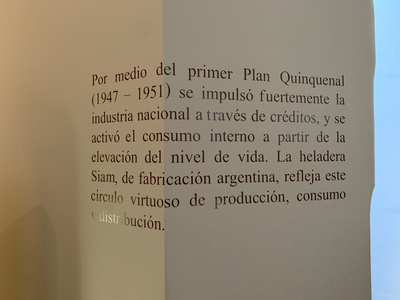 Por medio del primer Plan Quinquenal
(1947 – 1951) se impulsó fuertemente la
industria nacional a través de créditos, y se
activó el consumo interno a partir de la
elevación del nivel de vida. La heladera
Siam, de fabricación argentina, refleja este
círculo virtuoso de producción, consumo
y distribución.